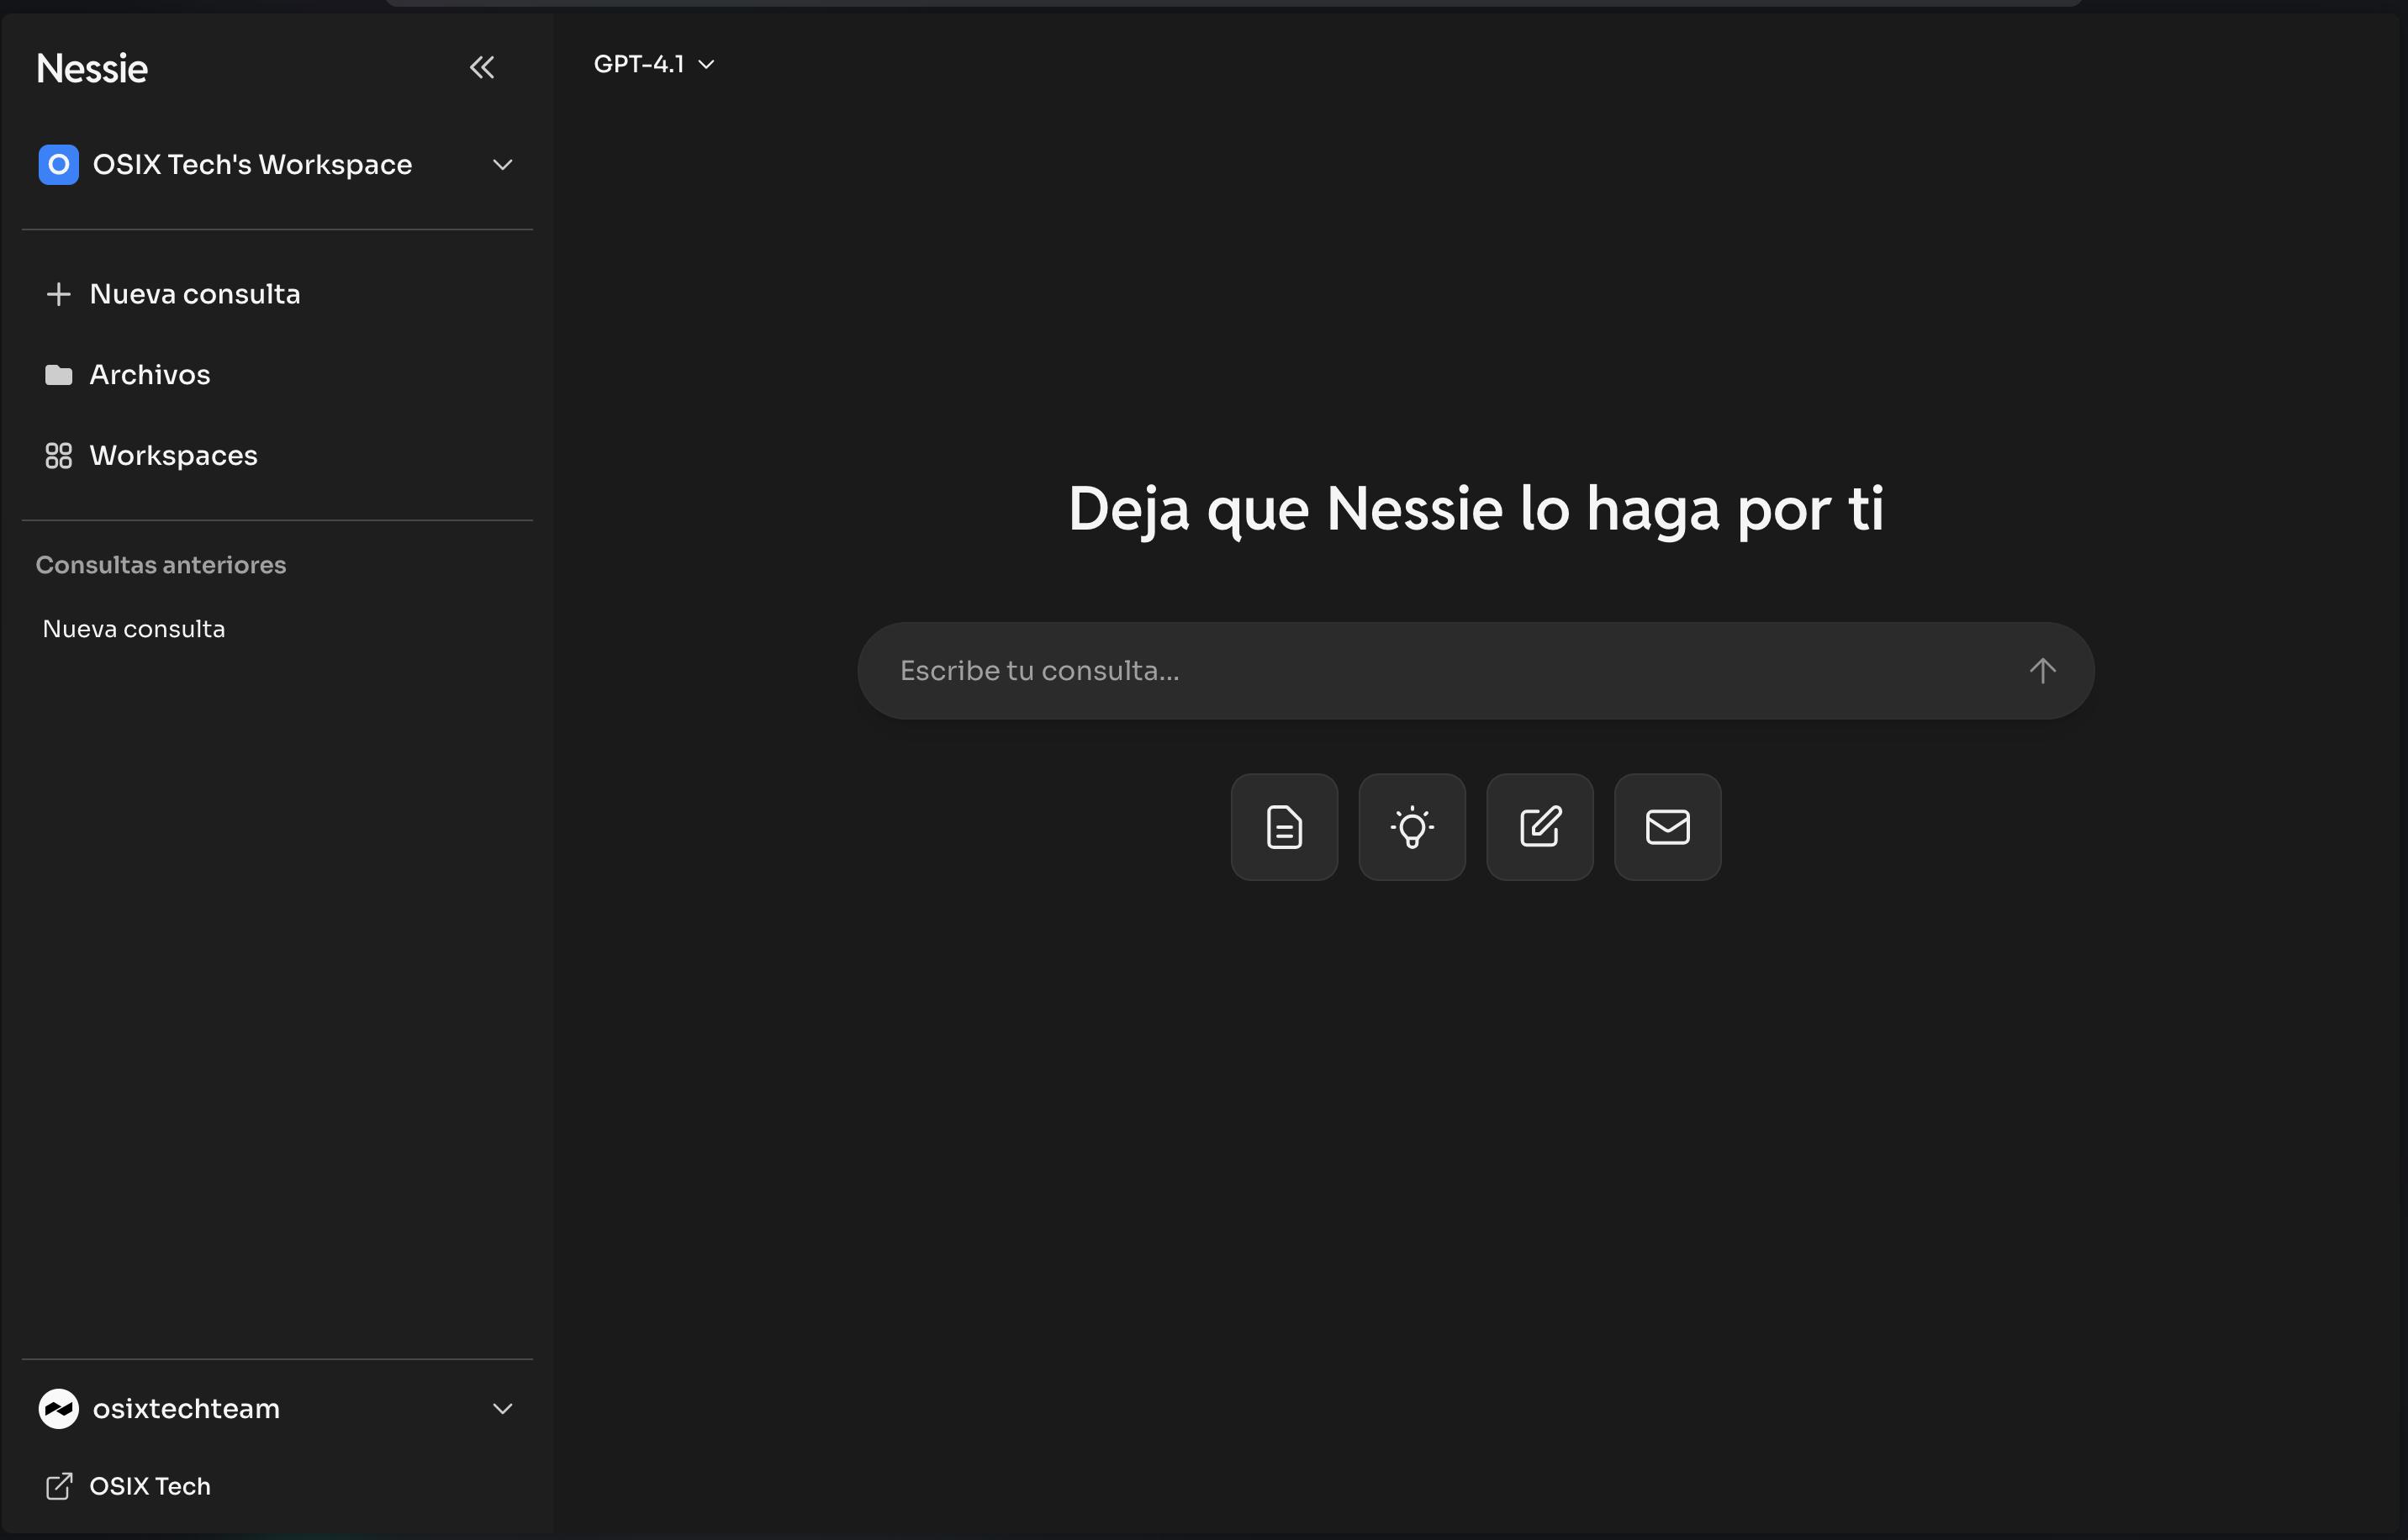 Nessie
GPT-4.1
OSIX Tech's Workspace
Nueva consulta
Archivos
Workspaces
Consultas anteriores
Nueva consulta
Deja que Nessie lo haga por ti
Escribe tu consulta...
osixtechteam
OSIX Tech